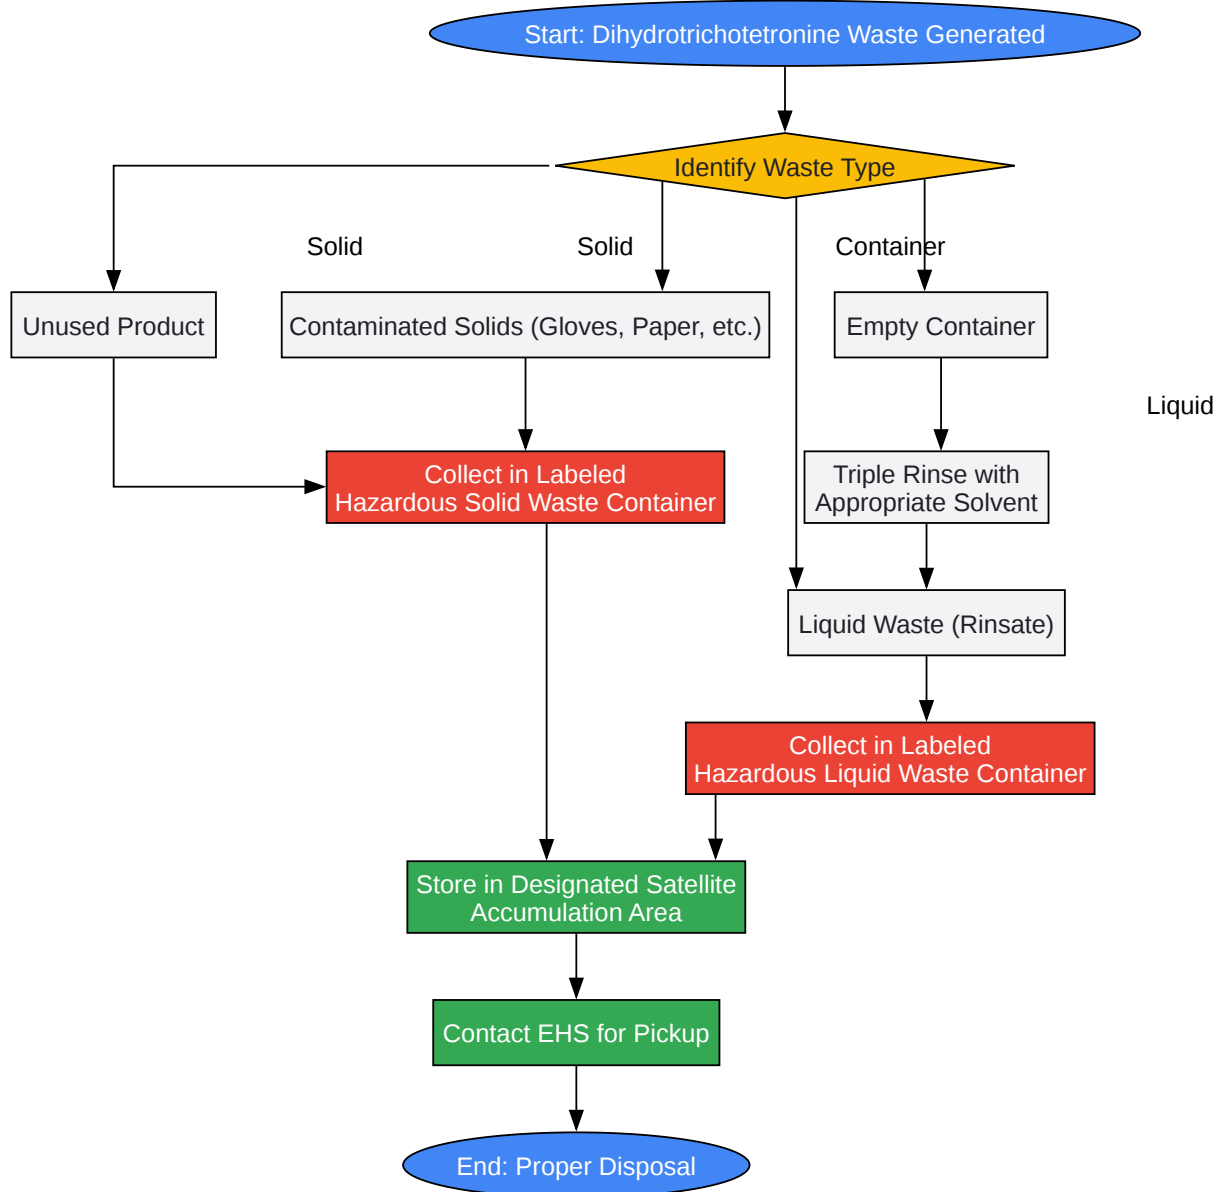 Start: Dihydrotrichotetronine Waste Generated
Identify Waste Type
Solid
Solid
Container
Unused Product
Contaminated Solids (Gloves, Paper, etc.)
Empty Container
Liquid
Collect in Labeled
Hazardous Solid Waste Container
Triple Rinse with
Appropriate Solvent
Liquid Waste (Rinsate)
Collect in Labeled
Hazardous Liquid Waste Container
Store in Designated Satellite
Accumulation Area
Contact EHS for Pickup
End: Proper Disposal